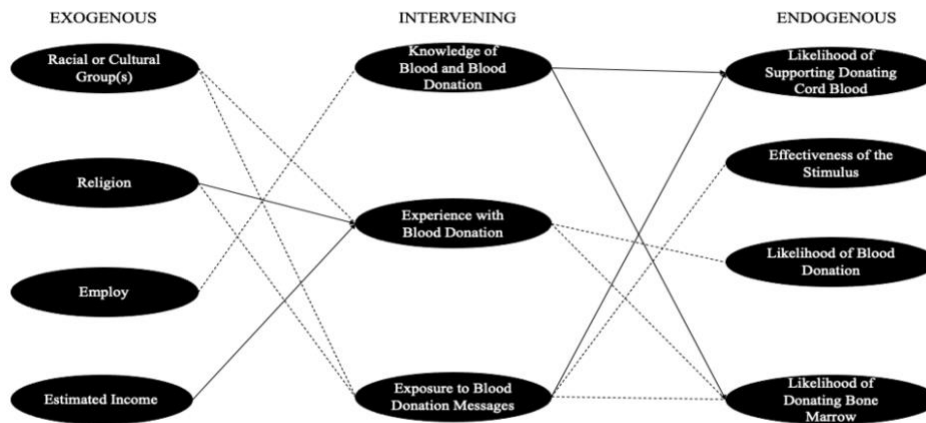 EXOGENOUS
INTERVENING
ENDOGENOUS
Racial or Cultural
Group(s)
Religion
Employ
Estimated Income
Knowledge of
Blood and Blood
Donation
Experience with
Blood Donation
Exposure to Blood
Donation Messages
Likelihood of
Supporting Donating
Cord Blood
Effectiveness of the
Stimulus
Likelihood of Blood
Donation
Likelihood of
Donating Bone
Marrow